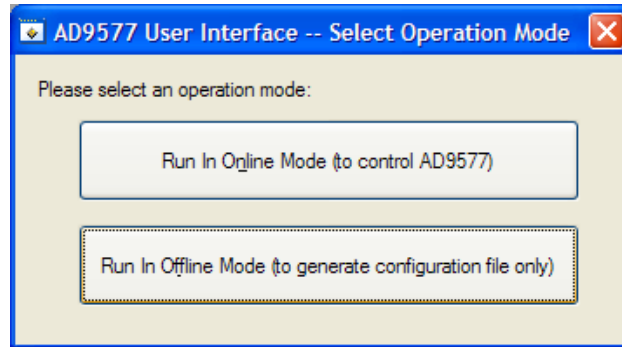 AD9577 User Interface -- Select Operation Mode
Please select an operation mode:
Run In Online Mode (to control AD9577)
Run In Offline Mode (to generate configuration file only)